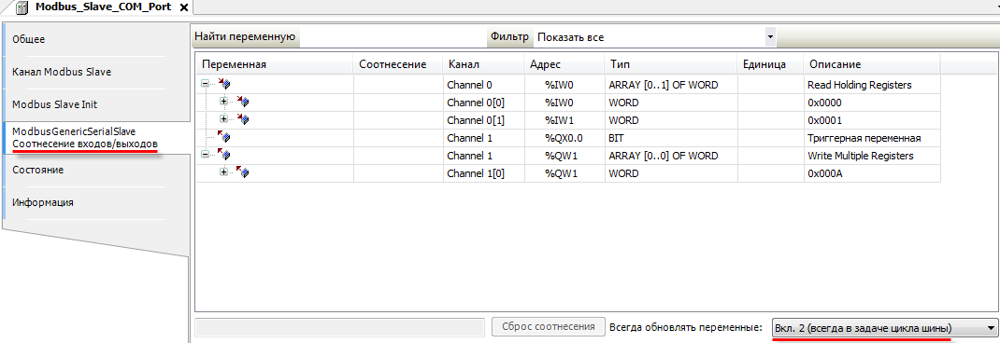 Modbus_Slave_COM_Port
Общее
Канал Modbus Slave
Modbus Slave Init
ModbusGenericSerialSlave
Соотнесение входов/выходов
Состояние
Информация
Найти переменную Фильтр Показать все
Переменная Соотнесение Канал Адрес Тип Единица Описание
Channel 0 %IW0 ARRAY [0..1] OF WORD Read Holding Registers
Channel 0[0] %IW0 WORD 0x0000
Channel 0[1] %IW1 WORD 0x0001
Channel 1 %QX0.0 BIT Триггерная переменная
Channel 1 %QW1 ARRAY [0..0] OF WORD Write Multiple Registers
Channel 1[0] %QW1 WORD 0x000A
Сброс соотнесения Всегда обновлять переменные: Вкл. 2 (всегда в задаче цикла шины)